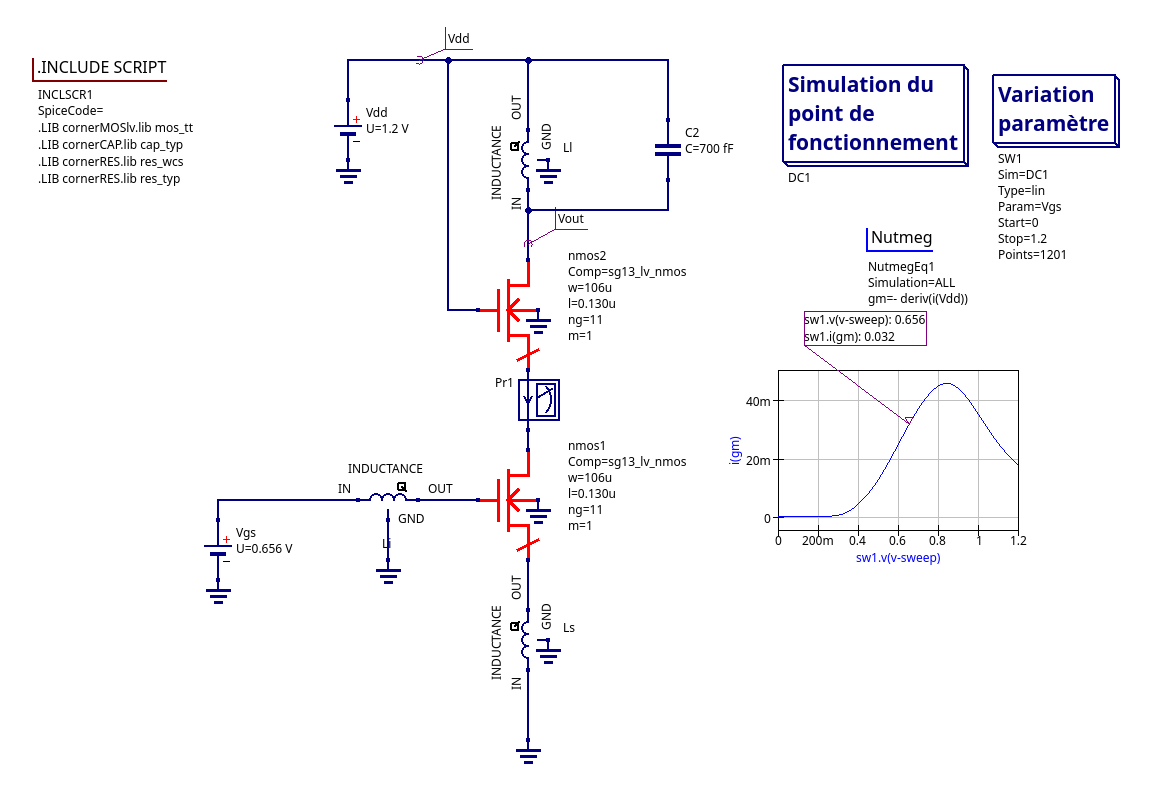 .INCLUDE SCRIPT
INCLSCR1
SpiceCode=
.LIB cornerMOSlv.lib mos_tt
.LIB cornerCAP.lib cap_typ
.LIB cornerRES.lib res_wcs
.LIB cornerRES.lib res_typ
Vdd
Vdd
U=1.2 V
+
−
OUT
INDUCTANCE
GND
Ll
IN
C2
C=700 fF
Vout
nmos2
Comp=sg13_lv_nmos
w=106u
l=0.130u
ng=11
m=1
Pr1
nmos1
Comp=sg13_lv_nmos
w=106u
l=0.130u
ng=11
m=1
INDUCTANCE
IN
OUT
GND
Li
Vgs
U=0.656 V
+
−
OUT
INDUCTANCE
GND
Ls
IN
Simulation du
point de
fonctionnement
DC1
Variation
paramètre
SW1
Sim=DC1
Type=lin
Param=Vgs
Start=0
Stop=1.2
Points=1201
Nutmeg
NutmegEq1
Simulation=ALL
gm=- deriv(i(Vdd))
sw1.v(v-sweep): 0.656
sw1.i(gm): 0.032
i(gm)
40m
20m
0
0 200m 0.4 0.6 0.8 1 1.2
sw1.v(v-sweep)